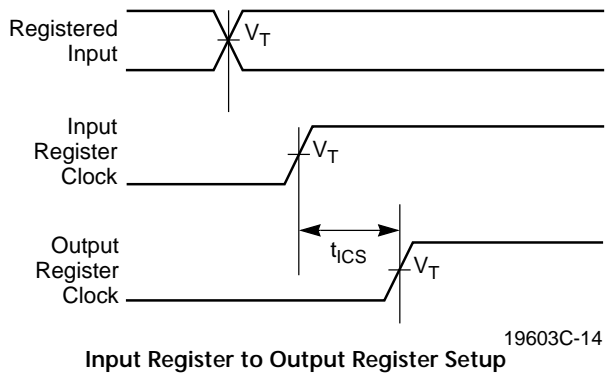 Registered
Input
V_T
Input
Register
Clock
V_T
t_ICS
Output
Register
Clock
V_T
19603C-14
Input Register to Output Register Setup